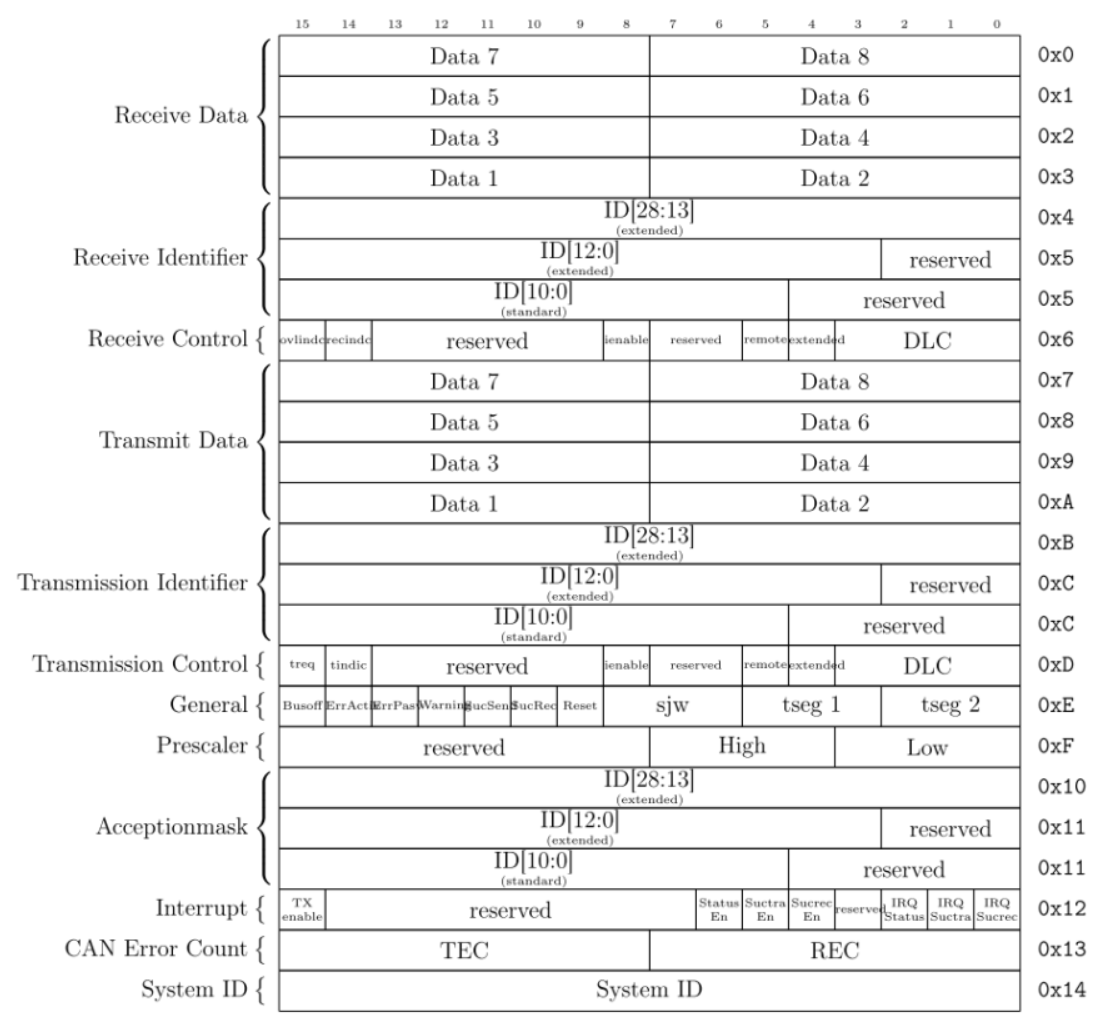 15 14 13 12 11 10 9 8 7 6 5 4 3 2 1 0
Receive Data
Data 7 Data 8 0x0
Data 5 Data 6 0x1
Data 3 Data 4 0x2
Data 1 Data 2 0x3
Receive Identifier
ID[28:13] 0x4
(extended)
ID[12:0] reserved 0x5
(extended)
ID[10:0] reserved 0x5
(standard)
Receive Control ovlindc recindc reserved ienable reserved remote extended DLC 0x6
Transmit Data
Data 7 Data 8 0x7
Data 5 Data 6 0x8
Data 3 Data 4 0x9
Data 1 Data 2 0xA
Transmission Identifier
ID[28:13] 0xB
(extended)
ID[12:0] reserved 0xC
(extended)
ID[10:0] reserved 0xC
(standard)
Transmission Control treq tindic reserved ienable reserved remote extended DLC 0xD
General Busoff ErrAct ErrPas Warning SucSen SucRec Reset sjw tseg 1 tseg 2 0xE
Prescaler reserved High Low 0xF
Acceptionmask
ID[28:13] 0x10
(extended)
ID[12:0] reserved 0x11
(extended)
ID[10:0] reserved 0x11
(standard)
Interrupt TX enable reserved Status En Suctra En Sucrec En reserved IRQ Status IRQ Suctra IRQ Sucrec 0x12
CAN Error Count TEC REC 0x13
System ID System ID 0x14